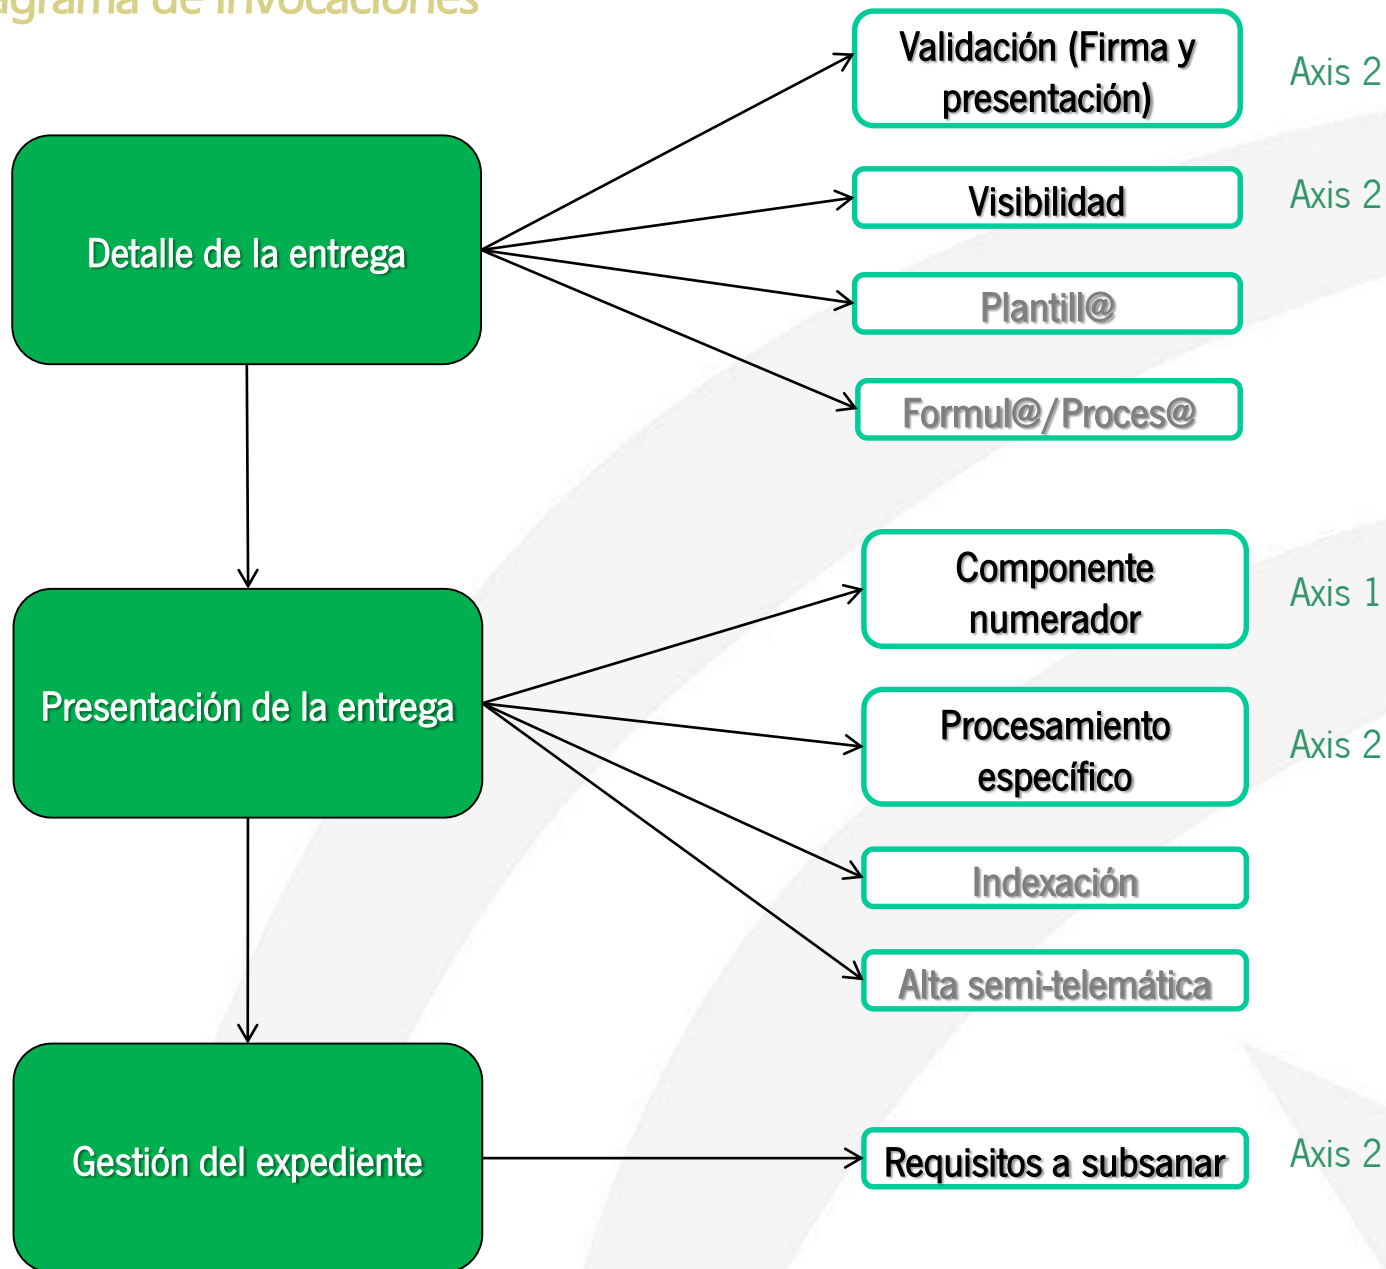 de invocaciones
Validación (Firma y
presentación)
Axis 2
Visibilidad
Axis 2
Detalle de la entrega
Plantill@
Formul@/Proces@
Componente
numerador
Axis 1
Presentación de la entrega
Procesamiento
específico
Axis 2
Indexación
Alta semi-telemática
Gestión del expediente
Requisitos a subsanar
Axis 2